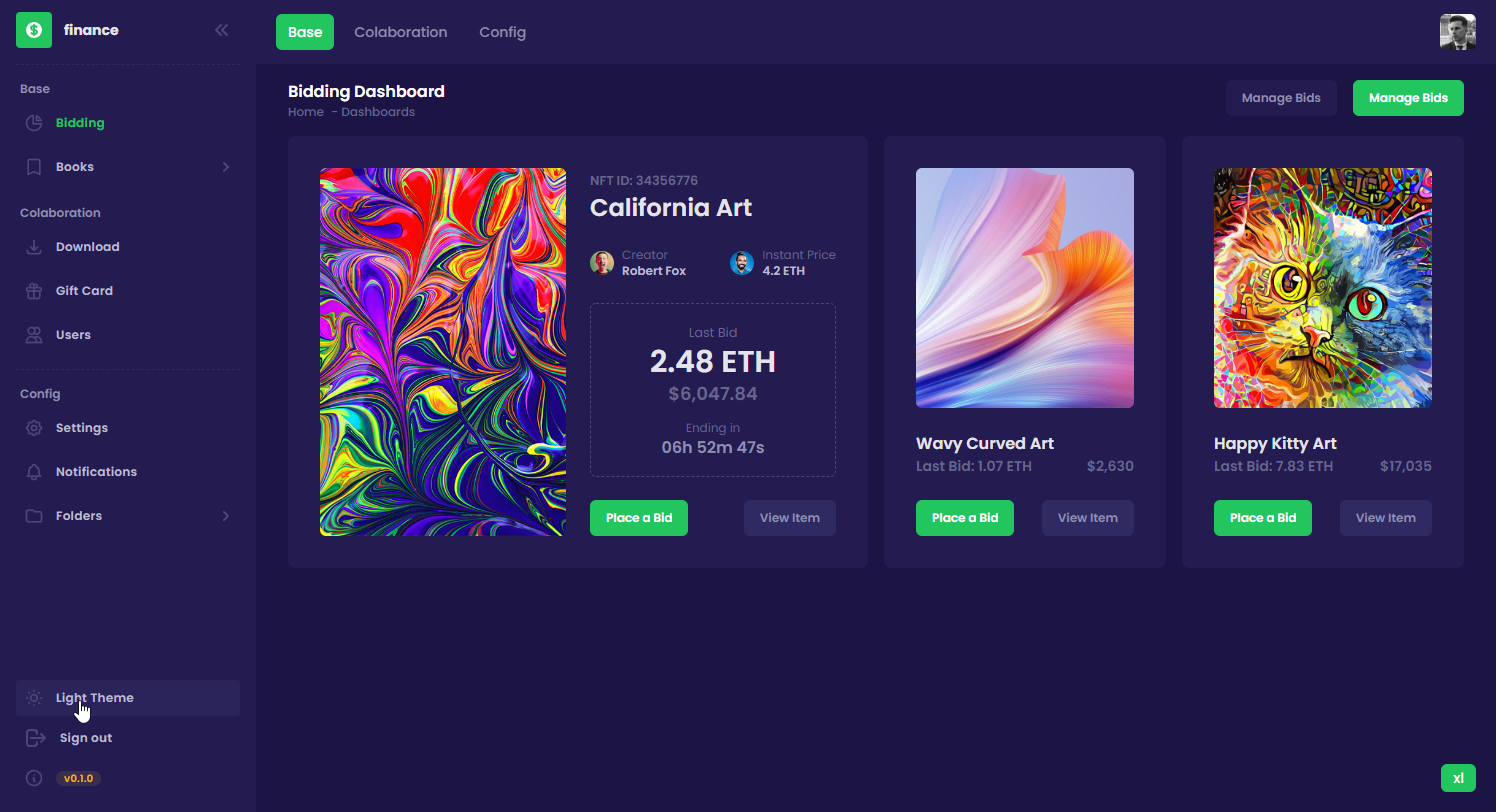 finance
Base
Bidding
Books
Colaboration
Download
Gift Card
Users
Config
Settings
Notifications
Folders
Light Theme
Sign out
v0.1.0
Base Colaboration Config
Bidding Dashboard
Home - Dashboards
Manage Bids Manage Bids
NFT ID: 34356776
California Art
Creator
Robert Fox
Instant Price
4.2 ETH
Last Bid
2.48 ETH
$6,047.84
Ending in
06h 52m 47s
Place a Bid View Item
Wavy Curved Art
Last Bid: 1.07 ETH $2,630
Place a Bid View Item
Happy Kitty Art
Last Bid: 7.83 ETH $17,035
Place a Bid View Item
xl